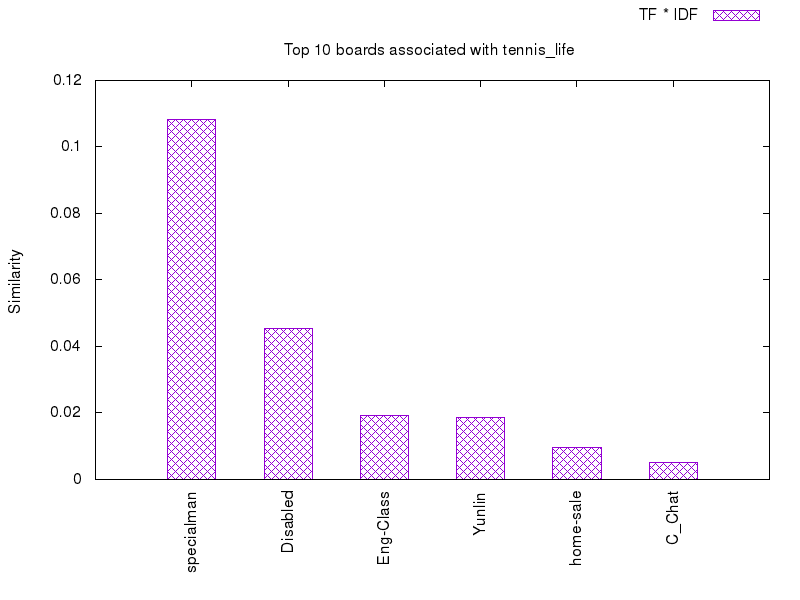 TF * IDF
Top 10 boards associated with tennis_life
0.12
0.1
0.08
0.06
0.04
0.02
0
Similarity
specialman
Disabled
Eng-Class
Yunlin
home-sale
C_Chat